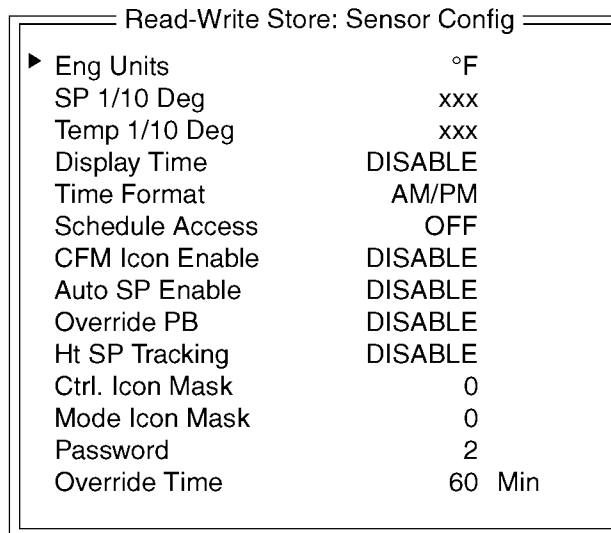 Read-Write Store: Sensor Config
Eng Units °F
SP 1/10 Deg xxx
Temp 1/10 Deg xxx
Display Time DISABLE
Time Format AM/PM
Schedule Access OFF
CFM Icon Enable DISABLE
Auto SP Enable DISABLE
Override PB DISABLE
Ht SP Tracking DISABLE
Ctrl. Icon Mask 0
Mode Icon Mask 0
Password 2
Override Time 60 Min